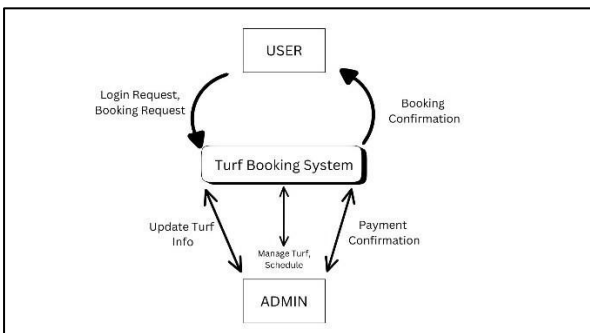 USER
Login Request,
Booking Request
Booking
Confirmation
Turf Booking System
Update Turf
Info
Manage Turf,
Schedule
Payment
Confirmation
ADMIN